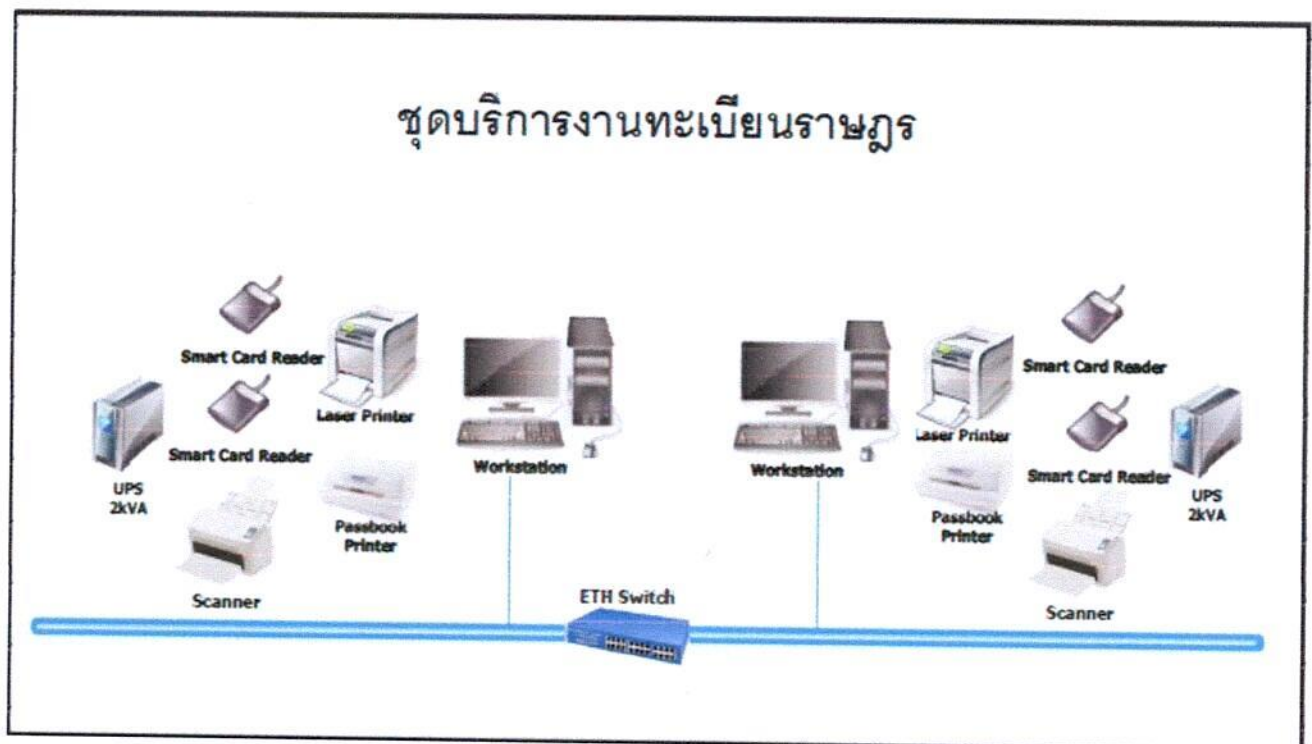 ชุดบริการงานทะเบียนราษฎร
Smart Card Reader
Laser Printer
Smart Card Reader
UPS
2kVA
Passbook
Printer
Scanner
Workstation
ETH Switch
Workstation
Laser Printer
Smart Card Reader
Smart Card Reader
UPS
2kVA
Passbook
Printer
Scanner